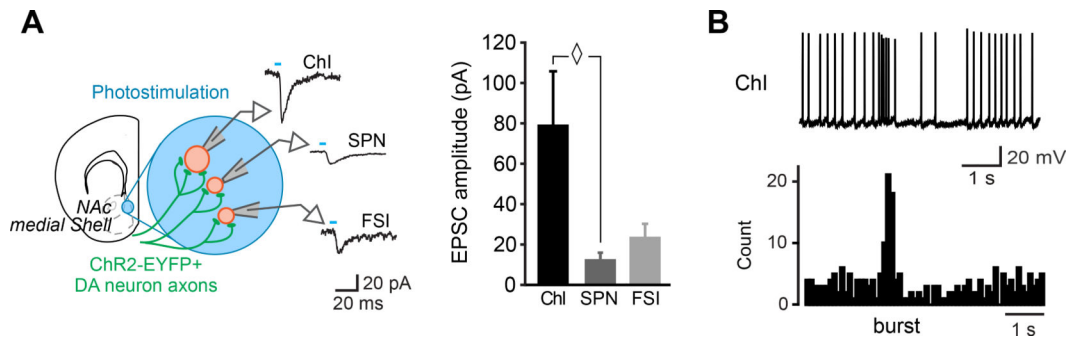 A
Photostimulation
ChI
SPN
FSI
NAc
medial Shell
ChR2-EYFP+
DA neuron axons
20 pA
20 ms
EPSC amplitude (pA)
120
100
80
60
40
20
0
ChI
SPN
FSI
B
ChI
20 mV
1 s
Count
20
10
0
burst
1 s